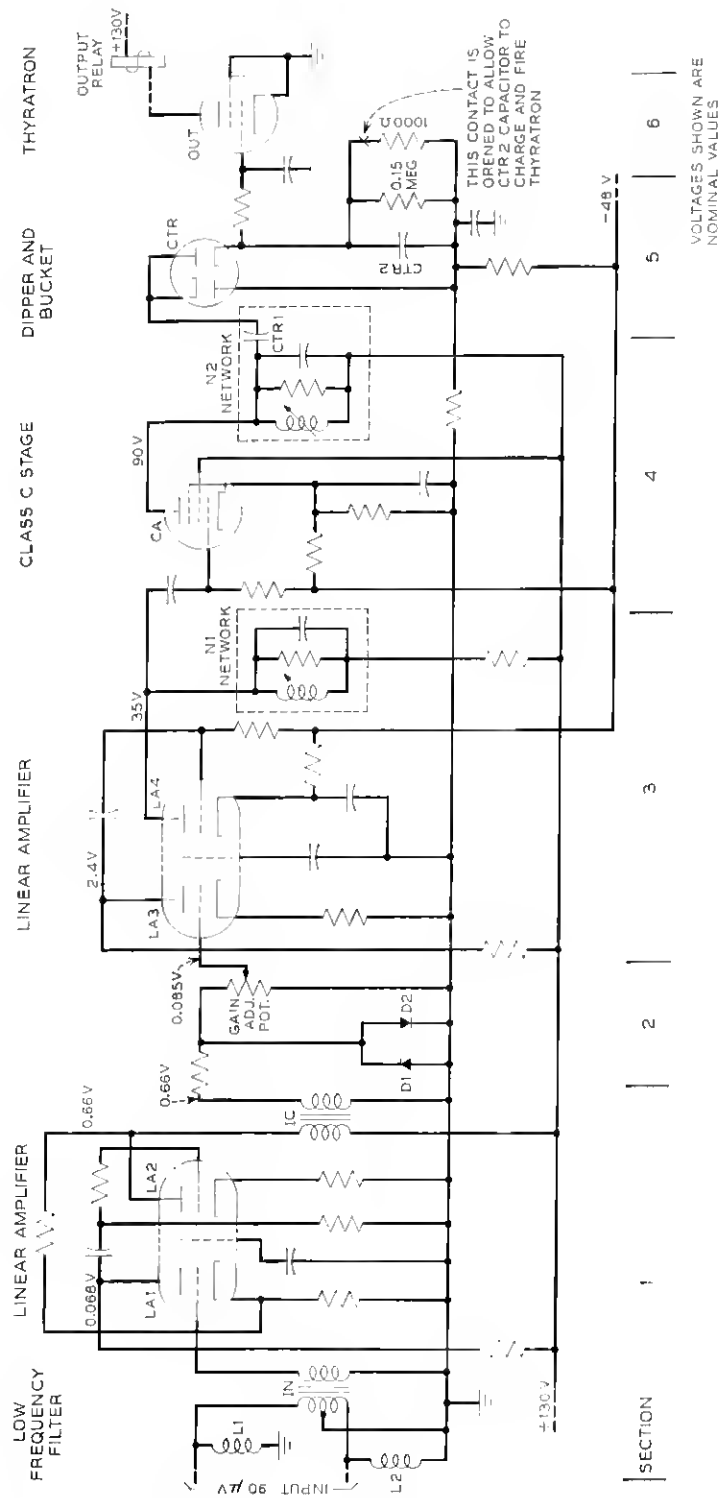 LOW
FREQUENCY
FILTER
LINEAR AMPLIFIER
LINEAR AMPLIFIER
CLASS C STAGE
DIPPER AND
BUCKET
THYRATRON
INPUT 90 μV
L1
L2
IN
0.068V
LA1
LA2
0.66V
IC
0.66V
D1
D2
GAIN
ADJ.
POT.
0.085V
2.4V
LA3
LA4
35V
N1
NETWORK
CA
90V
N2
NETWORK
CTR1
CTR
CTR2
0.15
MEG
1000Ω
OUT
OUTPUT
RELAY
+130V
THIS CONTACT IS
OPENED TO ALLOW
CTR2 CAPACITOR TO
CHARGE AND FIRE
THYRATRON
+130V
-48 V
SECTION
1
2
3
4
5
6
VOLTAGES SHOWN ARE
NOMINAL VALUES